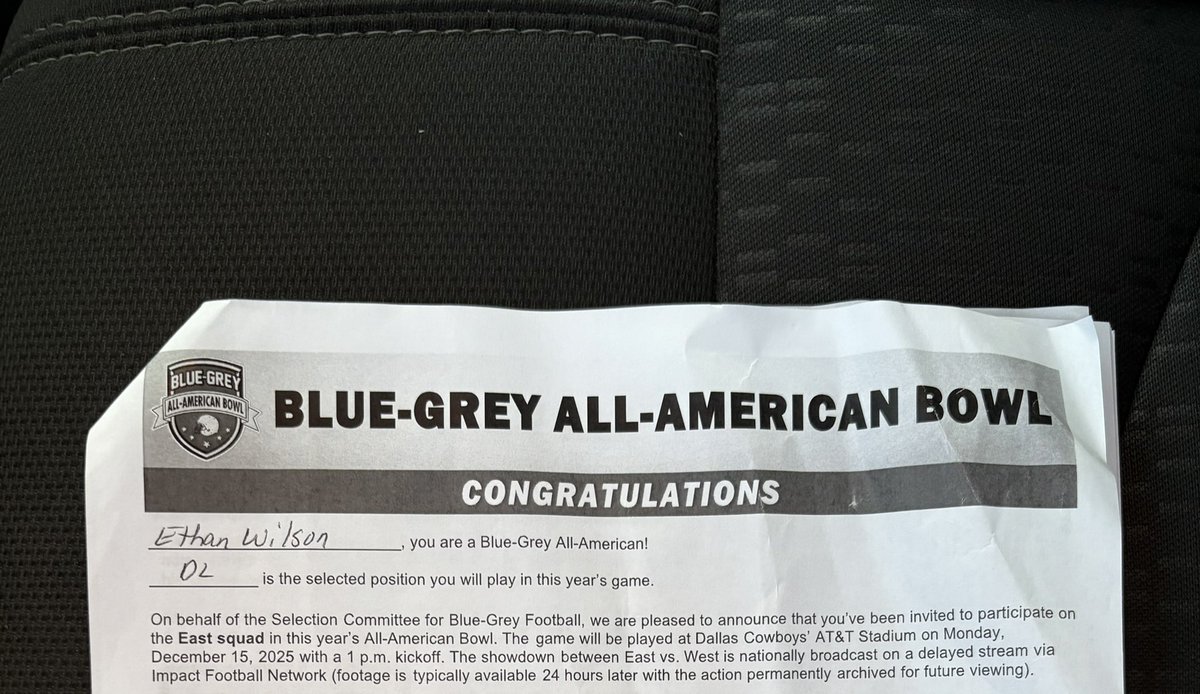 BLUE-GREY
ALL-AMERICAN BOWL
BLUE-GREY ALL-AMERICAN BOWL
CONGRATULATIONS
Ethan Wilson, you are a Blue-Grey All-American!
DL is the selected position you will play in this year's game.
On behalf of the Selection Committee for Blue-Grey Football, we are pleased to announce that you've been invited to participate on
the East squad in this year's All-American Bowl. The game will be played at Dallas Cowboys' AT&T Stadium on Monday,
December 15, 2025 with a 1 p.m. kickoff. The showdown between East vs. West is nationally broadcast on a delayed stream via
Impact Football Network (footage is typically available 24 hours later with the action permanently archived for future viewing).